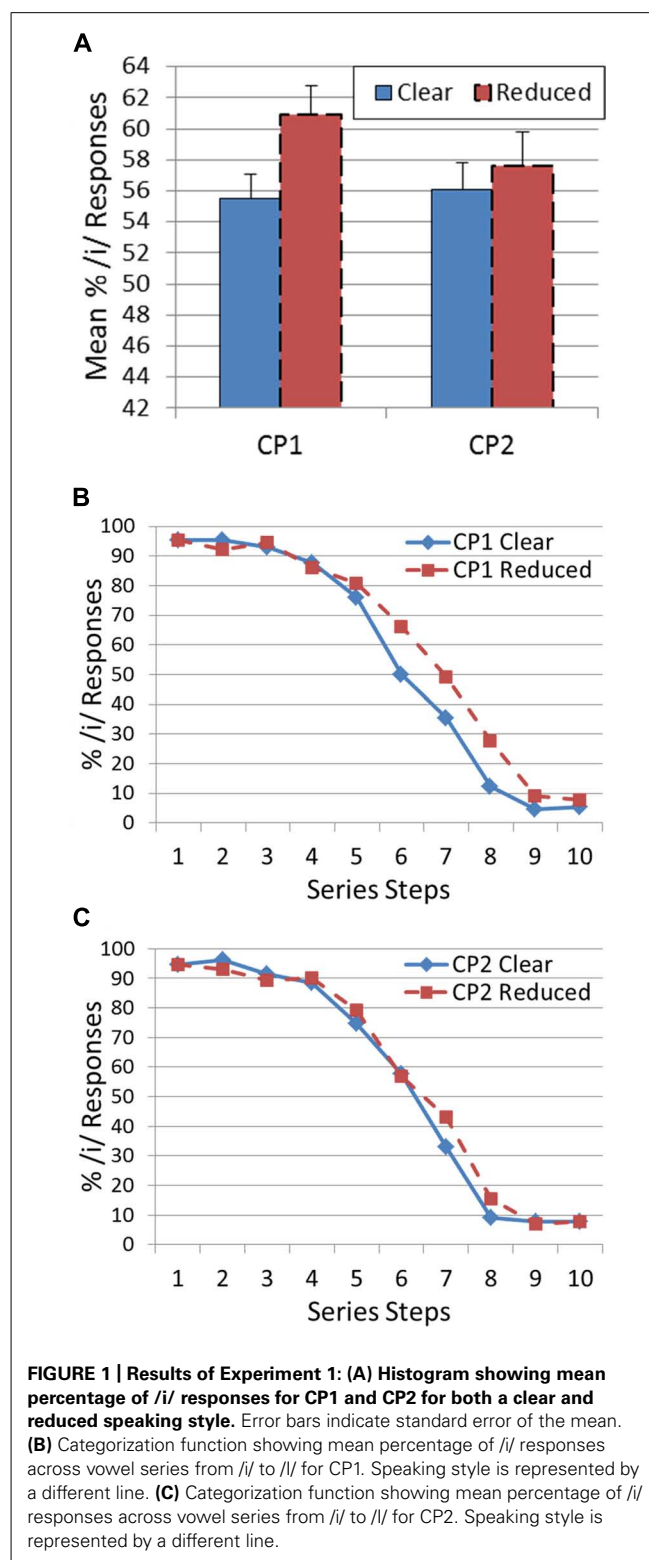 A
64
62
60
58
56
54
52
50
48
46
44
42
Mean % /i/ Responses
Clear Reduced
CP1 CP2
B
100
90
80
70
60
50
40
30
20
10
0
% /i/ Responses
CP1 Clear
CP1 Reduced
1 2 3 4 5 6 7 8 9 10
Series Steps
C
100
90
80
70
60
50
40
30
20
10
0
% /i/ Responses
CP2 Clear
CP2 Reduced
1 2 3 4 5 6 7 8 9 10
Series Steps
FIGURE 1 | Results of Experiment 1: (A) Histogram showing mean
percentage of /i/ responses for CP1 and CP2 for both a clear and
reduced speaking style. Error bars indicate standard error of the mean.
(B) Categorization function showing mean percentage of /i/ responses
across vowel series from /i/ to /I/ for CP1. Speaking style is represented by
a different line. (C) Categorization function showing mean percentage of /i/
responses across vowel series from /i/ to /I/ for CP2. Speaking style is
represented by a different line.